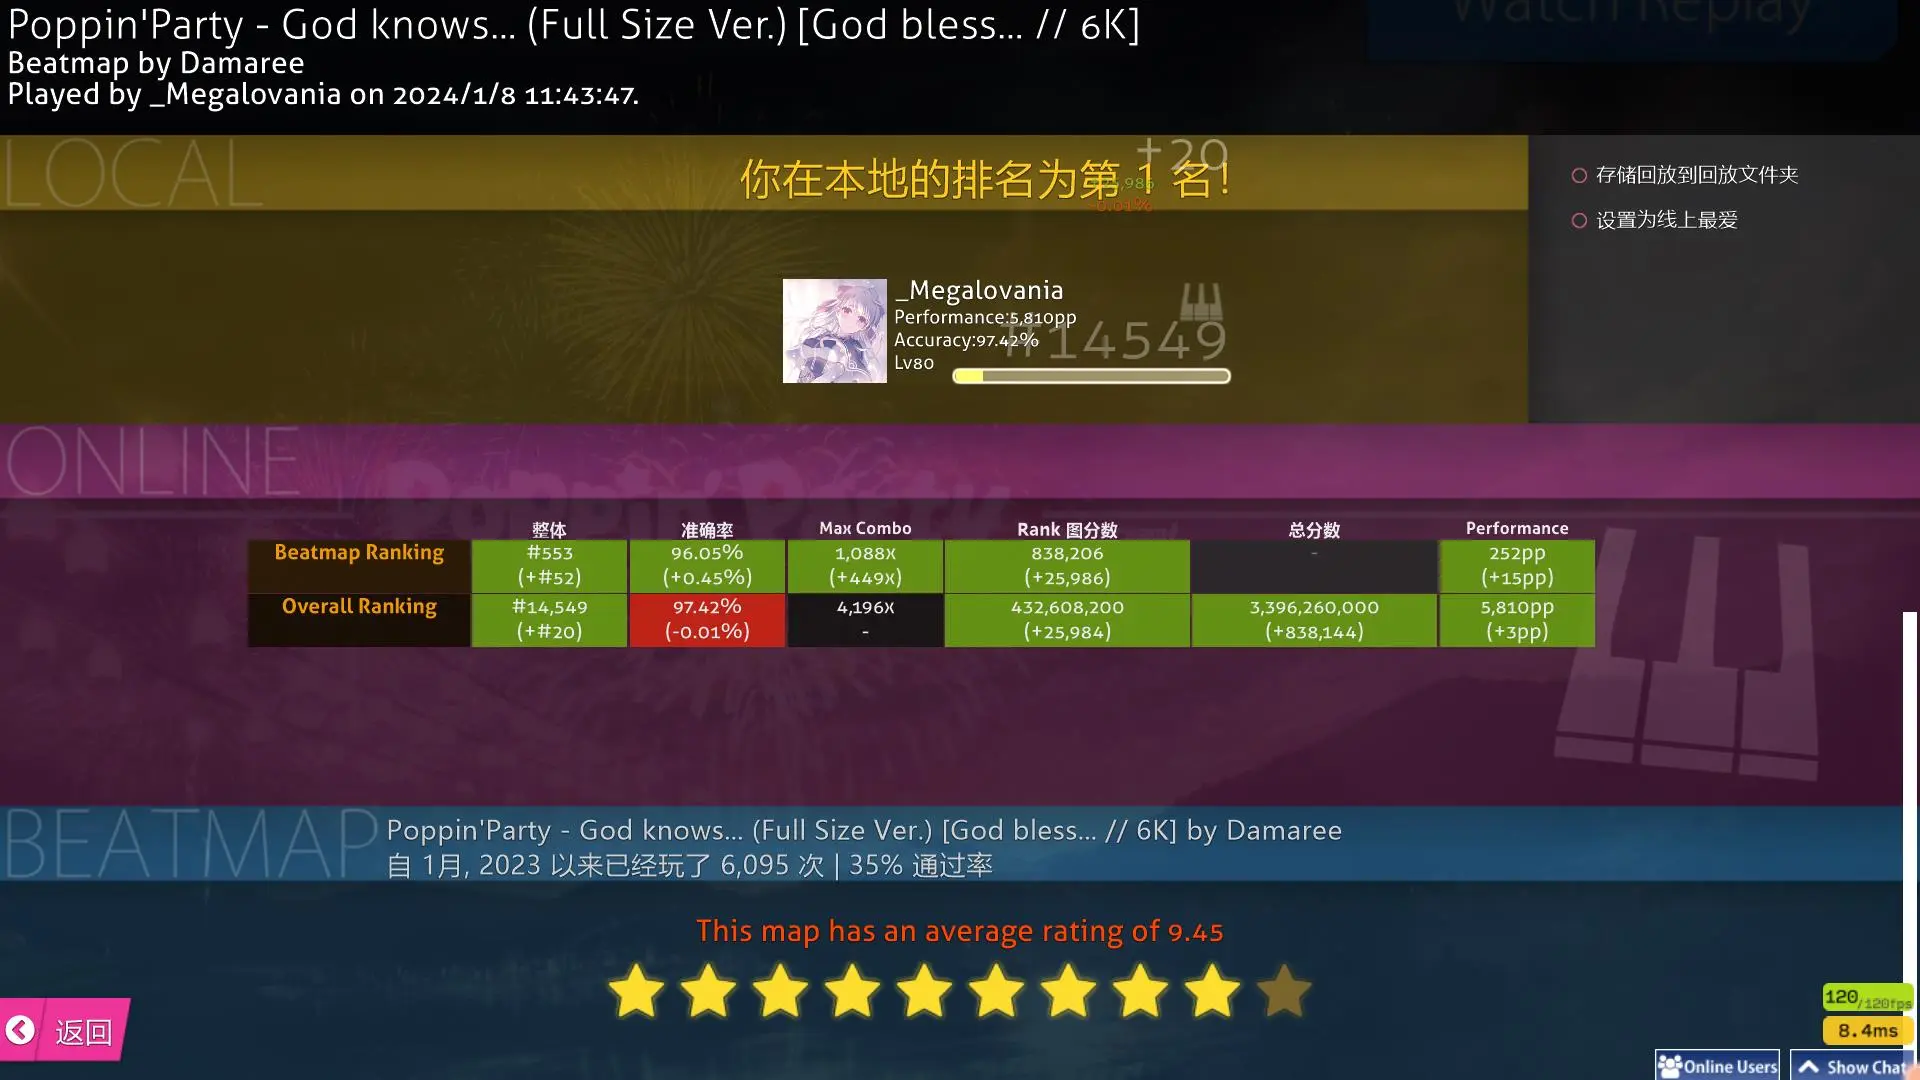 Poppin'Party - God knows... (Full Size Ver.) [God bless... // 6K]
Watch Replay
Beatmap by Damaree
Played by _Megalovania on 2024/1/8 11:43:47.
LOCAL
你在本地的排名为第 1 名!
+20
-0.01%
存储回放到回放文件夹
设置为线上最爱
_Megalovania
Performance:5,810pp
Accuracy:97.42%
Lv80
#14549
ONLINE
Poppin'Party
整体 准确率 Max Combo Rank 图分数 总分数 Performance
Beatmap Ranking #553 96.05% 1,088x 838,206 - 252pp
(+#52) (+0.45%) (+449x) (+25,986) (+15pp)
Overall Ranking #14,549 97.42% 4,196x 432,608,200 3,396,260,000 5,810pp
(+#20) (-0.01%) - (+25,984) (+838,144) (+3pp)
BEATMAP
Poppin'Party - God knows... (Full Size Ver.) [God bless... // 6K] by Damaree
自 1月, 2023 以来已经玩了 6,095 次 | 35% 通过率
This map has an average rating of 9.45
返回
120/120fps
8.4ms
Online Users
Show Chat